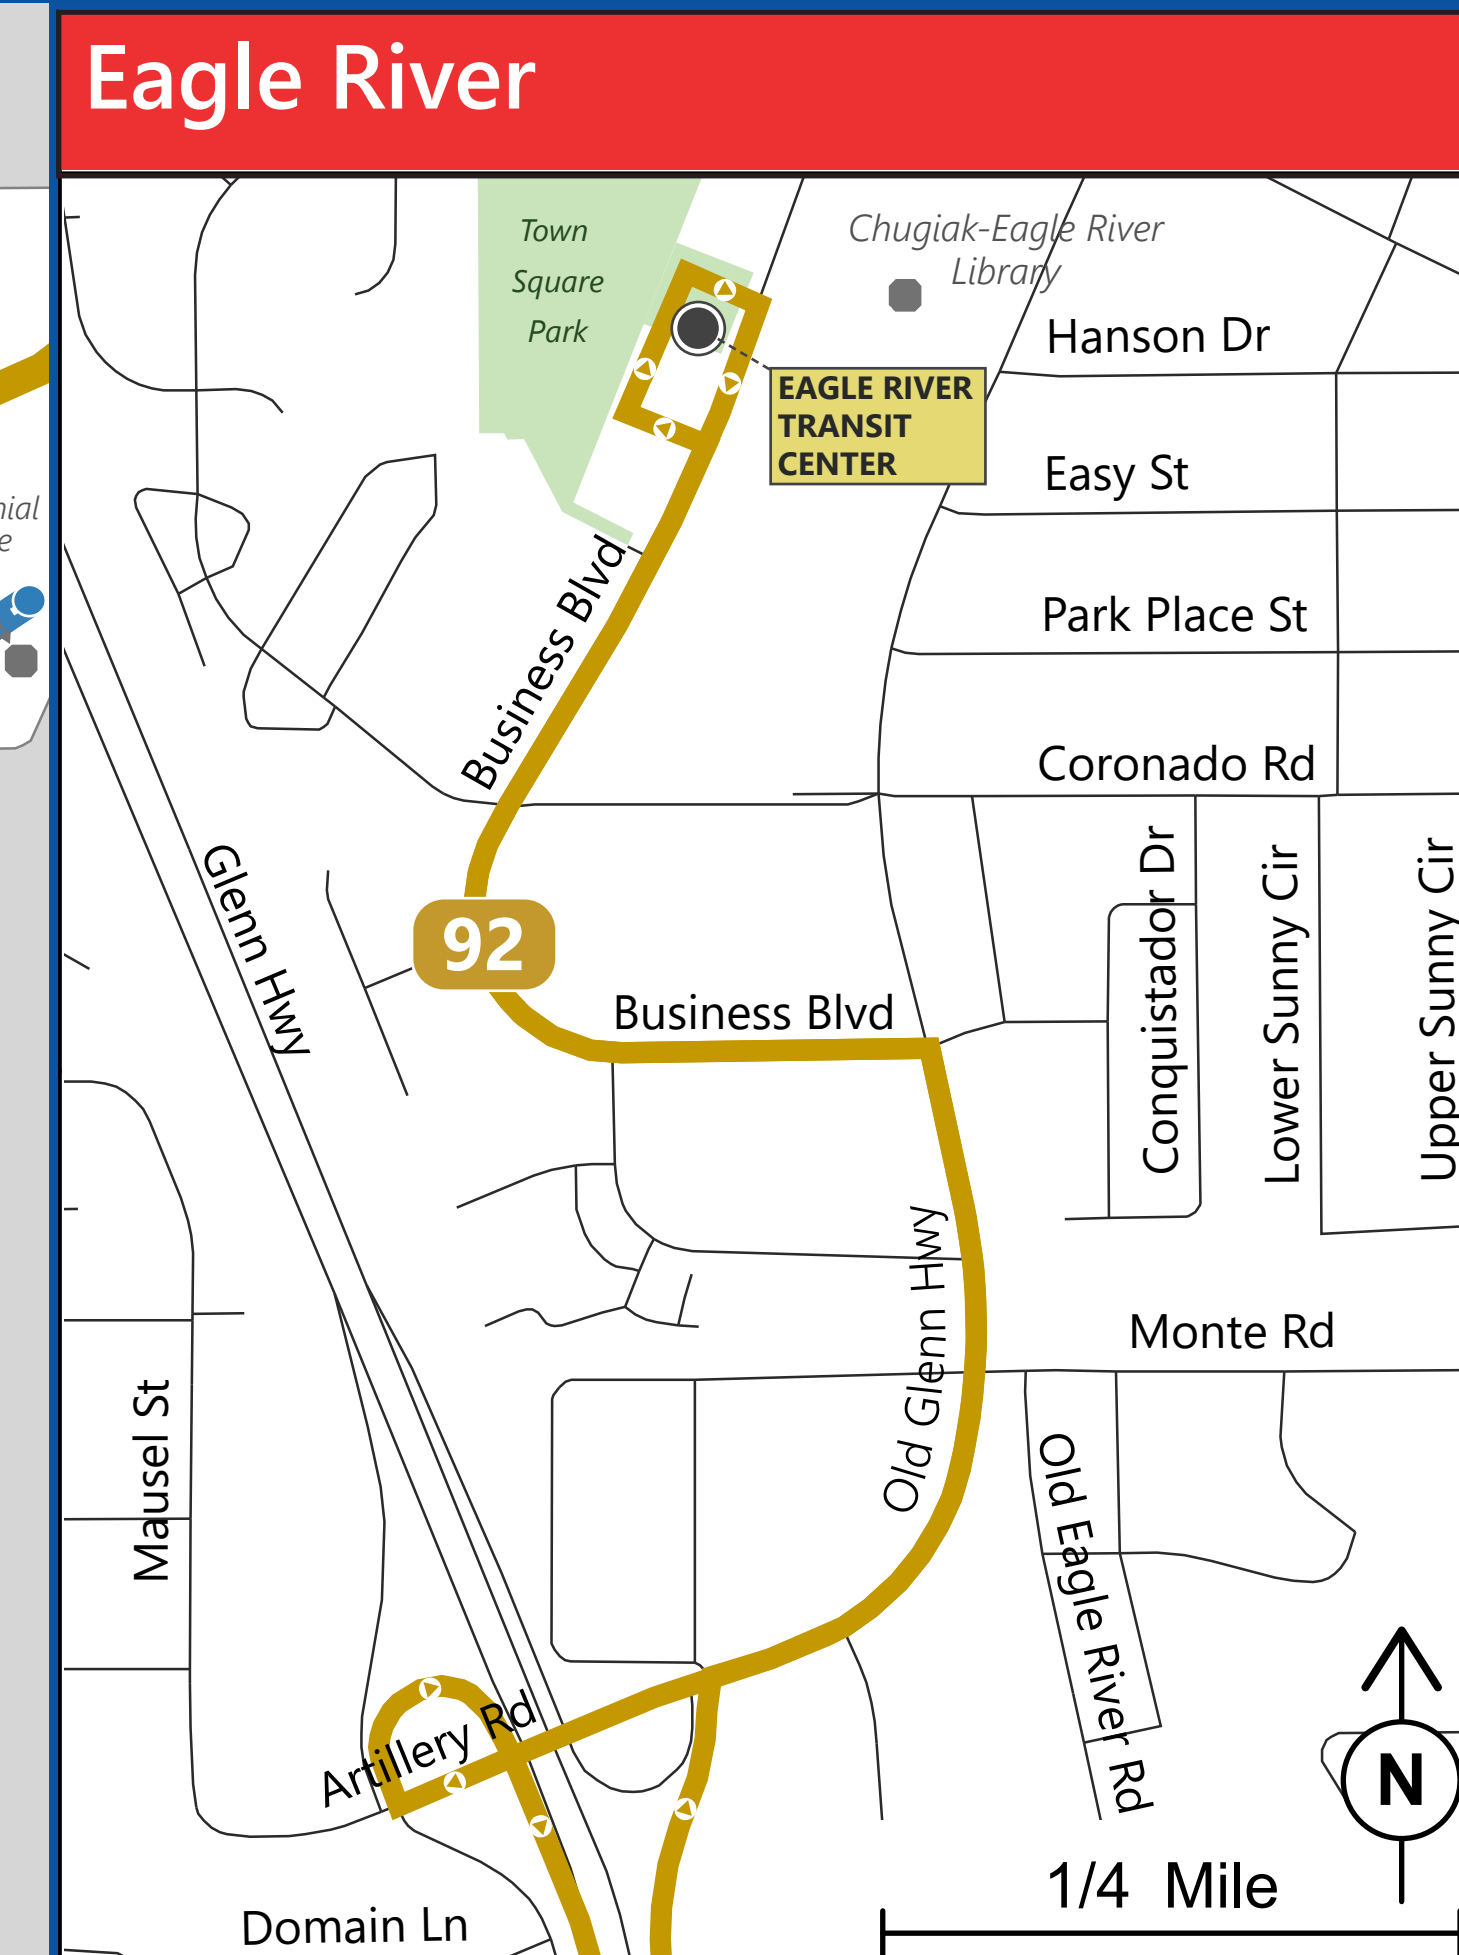 Eagle River
Town
Square
Park
Chugiak-Eagle River
Library
Hanson Dr
EAGLE RIVER
TRANSIT
CENTER
Easy St
Park Place St
Business Blvd
Coronado Rd
Glenn Hwy
92
Business Blvd
Conquistador Dr
Lower Sunny Cir
Upper Sunny Cir
Old Glenn Hwy
Monte Rd
Mausel St
Old Eagle River Rd
Artillery Rd
N
1/4 Mile
Domain Ln